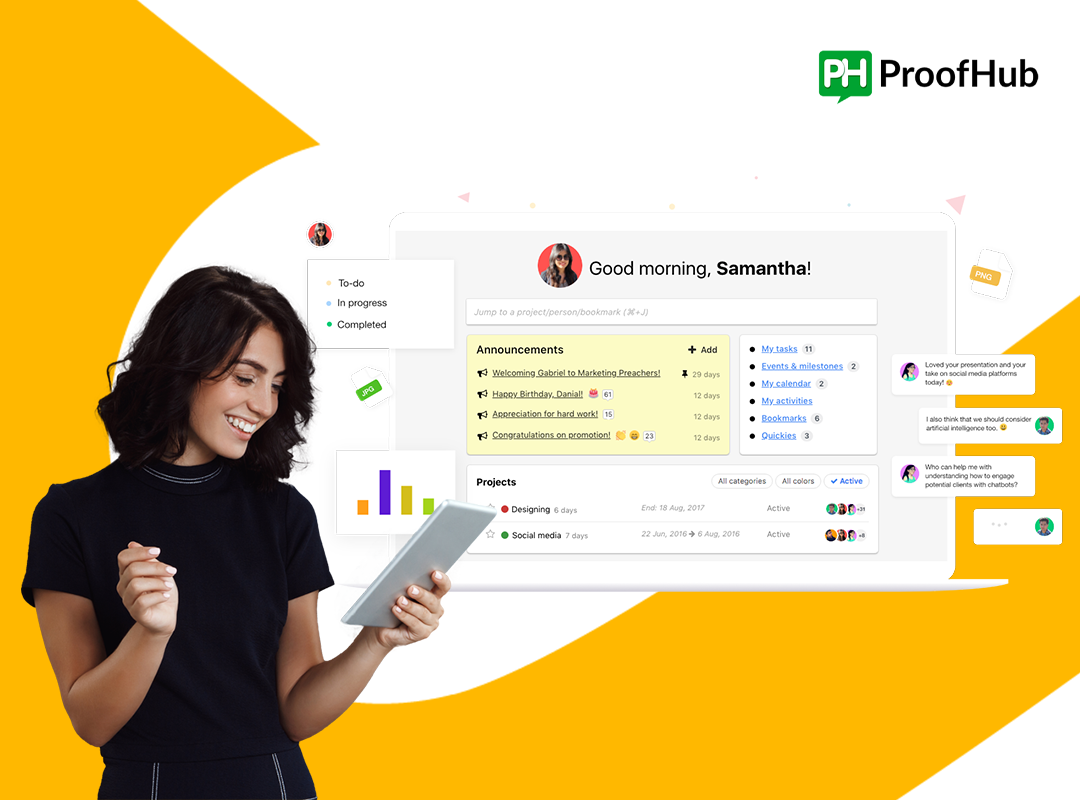 PH ProofHub
Good morning, Samantha!
To-do
In progress
Completed
Jump to a project/person/bookmark (⌘+J)
Announcements
+ Add
Welcoming Gabriel to Marketing Preachers!
29 days
Happy Birthday, Danial! 🎂 61
12 days
Appreciation for hard work! 15
12 days
Congratulations on promotion! 👏 😄 23
12 days
My tasks 11
Events & milestones 2
My calendar 2
My activities
Bookmarks 6
Quickies 3
PNG
JPG
Loved your presentation and your
take on social media platforms
today! 😊
I also think that we should consider
artificial intelligence too. 😃
Who can help me with
understanding how to engage
potential clients with chatbots?
Projects
All categories
All colors
✓ Active
Designing 6 days
End: 18 Aug, 2017
Active
+31
Social media 7 days
22 Jun, 2016 → 6 Aug, 2016
Active
+8